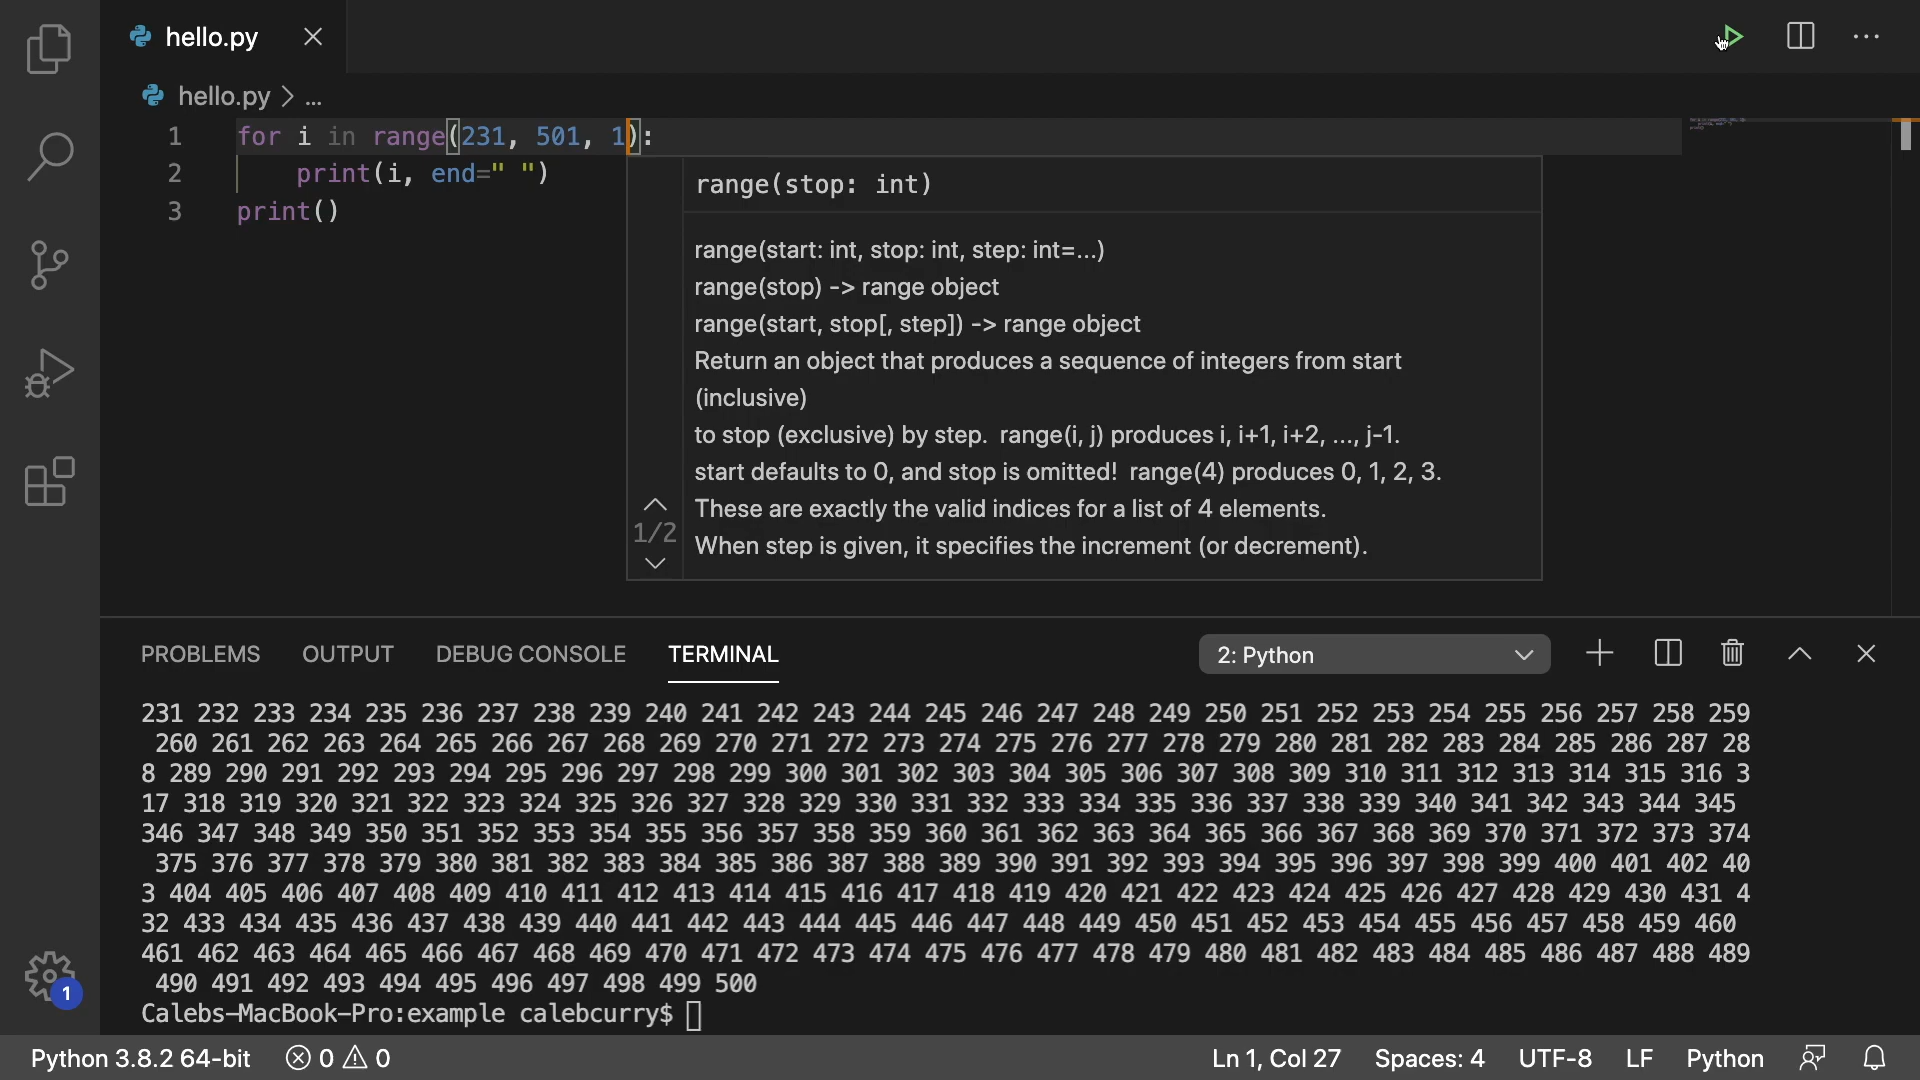 hello.py
hello.py > ...
1 for i in range(231, 501, 1):
2     print(i, end=" ")
3 print()
range(stop: int)
range(start: int, stop: int, step: int=...)
range(stop) -> range object
range(start, stop[, step]) -> range object
Return an object that produces a sequence of integers from start
(inclusive)
to stop (exclusive) by step.  range(i, j) produces i, i+1, i+2, ..., j-1.
start defaults to 0, and stop is omitted!  range(4) produces 0, 1, 2, 3.
These are exactly the valid indices for a list of 4 elements.
1/2
When step is given, it specifies the increment (or decrement).
PROBLEMS OUTPUT DEBUG CONSOLE TERMINAL 2: Python
231 232 233 234 235 236 237 238 239 240 241 242 243 244 245 246 247 248 249 250 251 252 253 254 255 256 257 258 259
260 261 262 263 264 265 266 267 268 269 270 271 272 273 274 275 276 277 278 279 280 281 282 283 284 285 286 287 28
8 289 290 291 292 293 294 295 296 297 298 299 300 301 302 303 304 305 306 307 308 309 310 311 312 313 314 315 316 3
17 318 319 320 321 322 323 324 325 326 327 328 329 330 331 332 333 334 335 336 337 338 339 340 341 342 343 344 345
346 347 348 349 350 351 352 353 354 355 356 357 358 359 360 361 362 363 364 365 366 367 368 369 370 371 372 373 374
375 376 377 378 379 380 381 382 383 384 385 386 387 388 389 390 391 392 393 394 395 396 397 398 399 400 401 402 40
3 404 405 406 407 408 409 410 411 412 413 414 415 416 417 418 419 420 421 422 423 424 425 426 427 428 429 430 431 4
32 433 434 435 436 437 438 439 440 441 442 443 444 445 446 447 448 449 450 451 452 453 454 455 456 457 458 459 460
461 462 463 464 465 466 467 468 469 470 471 472 473 474 475 476 477 478 479 480 481 482 483 484 485 486 487 488 489
490 491 492 493 494 495 496 497 498 499 500
Calebs-MacBook-Pro:example calebcurry$
1
Python 3.8.2 64-bit 0 0 Ln 1, Col 27 Spaces: 4 UTF-8 LF Python